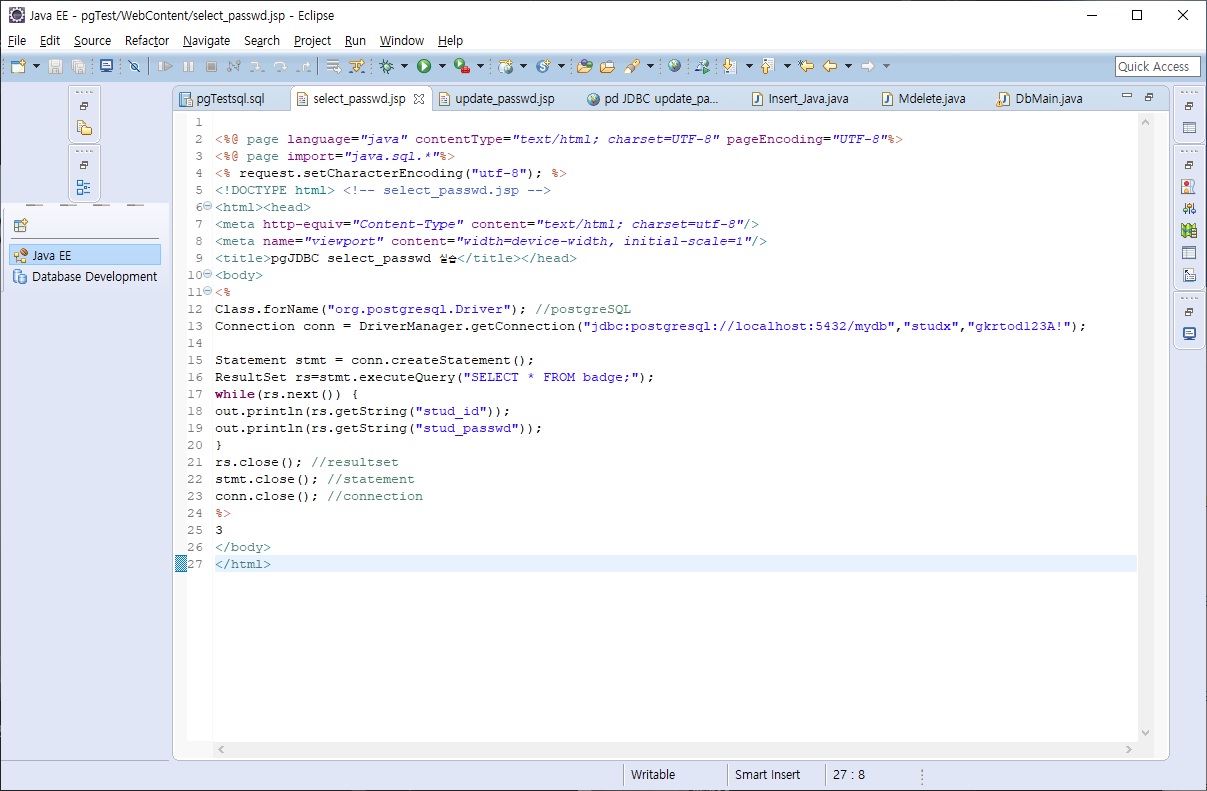 Java EE - pgTest/WebContent/select_passwd.jsp - Eclipse
File Edit Source Refactor Navigate Search Project Run Window Help
Quick Access
pgTestsql.sql select_passwd.jsp update_passwd.jsp pd JDBC update_pa... Insert_Java.java Mdelete.java DbMain.java
Java EE
Database Development
1
2 <%@ page language="java" contentType="text/html; charset=UTF-8" pageEncoding="UTF-8"%>
3 <%@ page import="java.sql.*"%>
4 <% request.setCharacterEncoding("utf-8"); %>
5 <!DOCTYPE html> <!-- select_passwd.jsp -->
6 <html><head>
7 <meta http-equiv="Content-Type" content="text/html; charset=utf-8"/>
8 <meta name="viewport" content="width=device-width, initial-scale=1"/>
9 <title>pgJDBC select_passwd 실습</title></head>
10 <body>
11 <%
12 Class.forName("org.postgresql.Driver"); //postgreSQL
13 Connection conn = DriverManager.getConnection("jdbc:postgresql://localhost:5432/mydb","studx","gkrtod123A!");
14
15 Statement stmt = conn.createStatement();
16 ResultSet rs=stmt.executeQuery("SELECT * FROM badge;");
17 while(rs.next()) {
18 out.println(rs.getString("stud_id"));
19 out.println(rs.getString("stud_passwd"));
20 }
21 rs.close(); //resultset
22 stmt.close(); //statement
23 conn.close(); //connection
24 %>
25 3
26 </body>
27 </html>
Writable Smart Insert 27 : 8